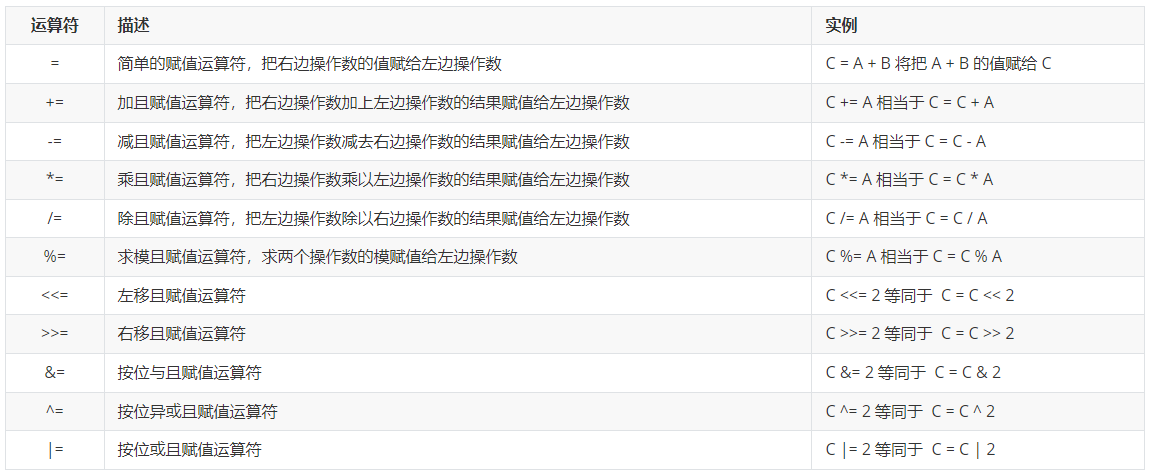 运算符 描述 实例
= 简单的赋值运算符，把右边操作数的值赋给左边操作数 C = A + B 将把 A + B 的值赋给 C
+= 加且赋值运算符，把右边操作数加上左边操作数的结果赋值给左边操作数 C += A 相当于 C = C + A
-= 减且赋值运算符，把左边操作数减去右边操作数的结果赋值给左边操作数 C -= A 相当于 C = C - A
*= 乘且赋值运算符，把右边操作数乘以左边操作数的结果赋值给左边操作数 C *= A 相当于 C = C * A
/= 除且赋值运算符，把左边操作数除以右边操作数的结果赋值给左边操作数 C /= A 相当于 C = C / A
%= 求模且赋值运算符，求两个操作数的模赋值给左边操作数 C %= A 相当于 C = C % A
<<= 左移且赋值运算符 C <<= 2 等同于 C = C << 2
>>= 右移且赋值运算符 C >>= 2 等同于 C = C >> 2
&= 按位与且赋值运算符 C &= 2 等同于 C = C & 2
^= 按位异或且赋值运算符 C ^= 2 等同于 C = C ^ 2
|= 按位或且赋值运算符 C |= 2 等同于 C = C | 2